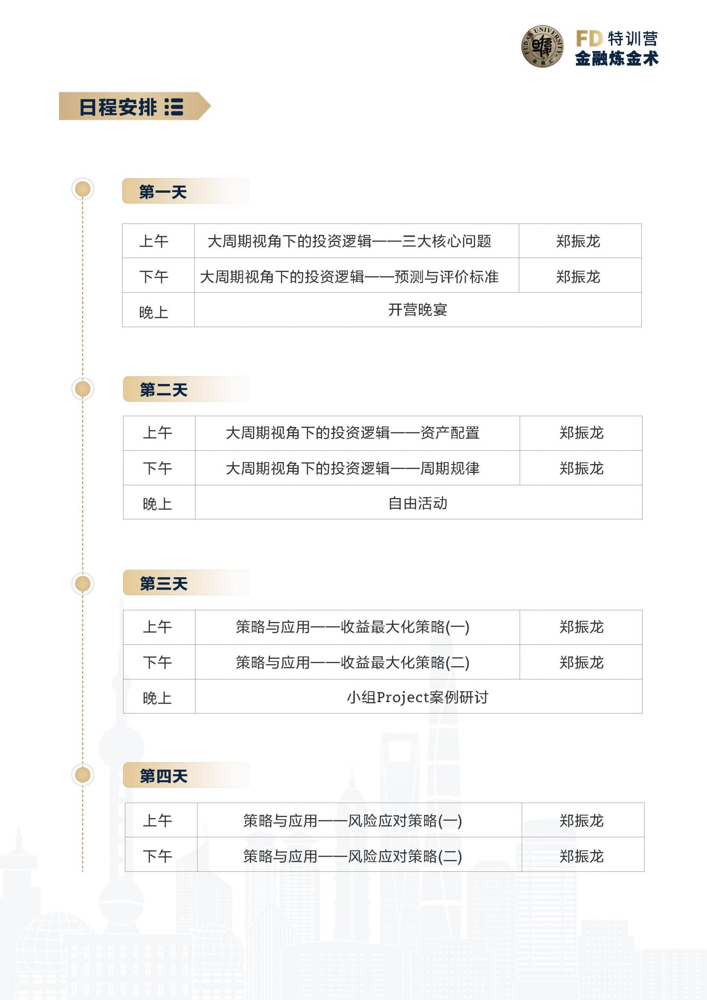 FUDAN UNIVERSITY
金融汇
FD 特训营
金融炼金术
日程安排
第一天
上午 大周期视角下的投资逻辑——三大核心问题 郑振龙
下午 大周期视角下的投资逻辑——预测与评价标准 郑振龙
晚上 开营晚宴
第二天
上午 大周期视角下的投资逻辑——资产配置 郑振龙
下午 大周期视角下的投资逻辑——周期规律 郑振龙
晚上 自由活动
第三天
上午 策略与应用——收益最大化策略(一) 郑振龙
下午 策略与应用——收益最大化策略(二) 郑振龙
晚上 小组Project案例研讨
第四天
上午 策略与应用——风险应对策略(一) 郑振龙
下午 策略与应用——风险应对策略(二) 郑振龙